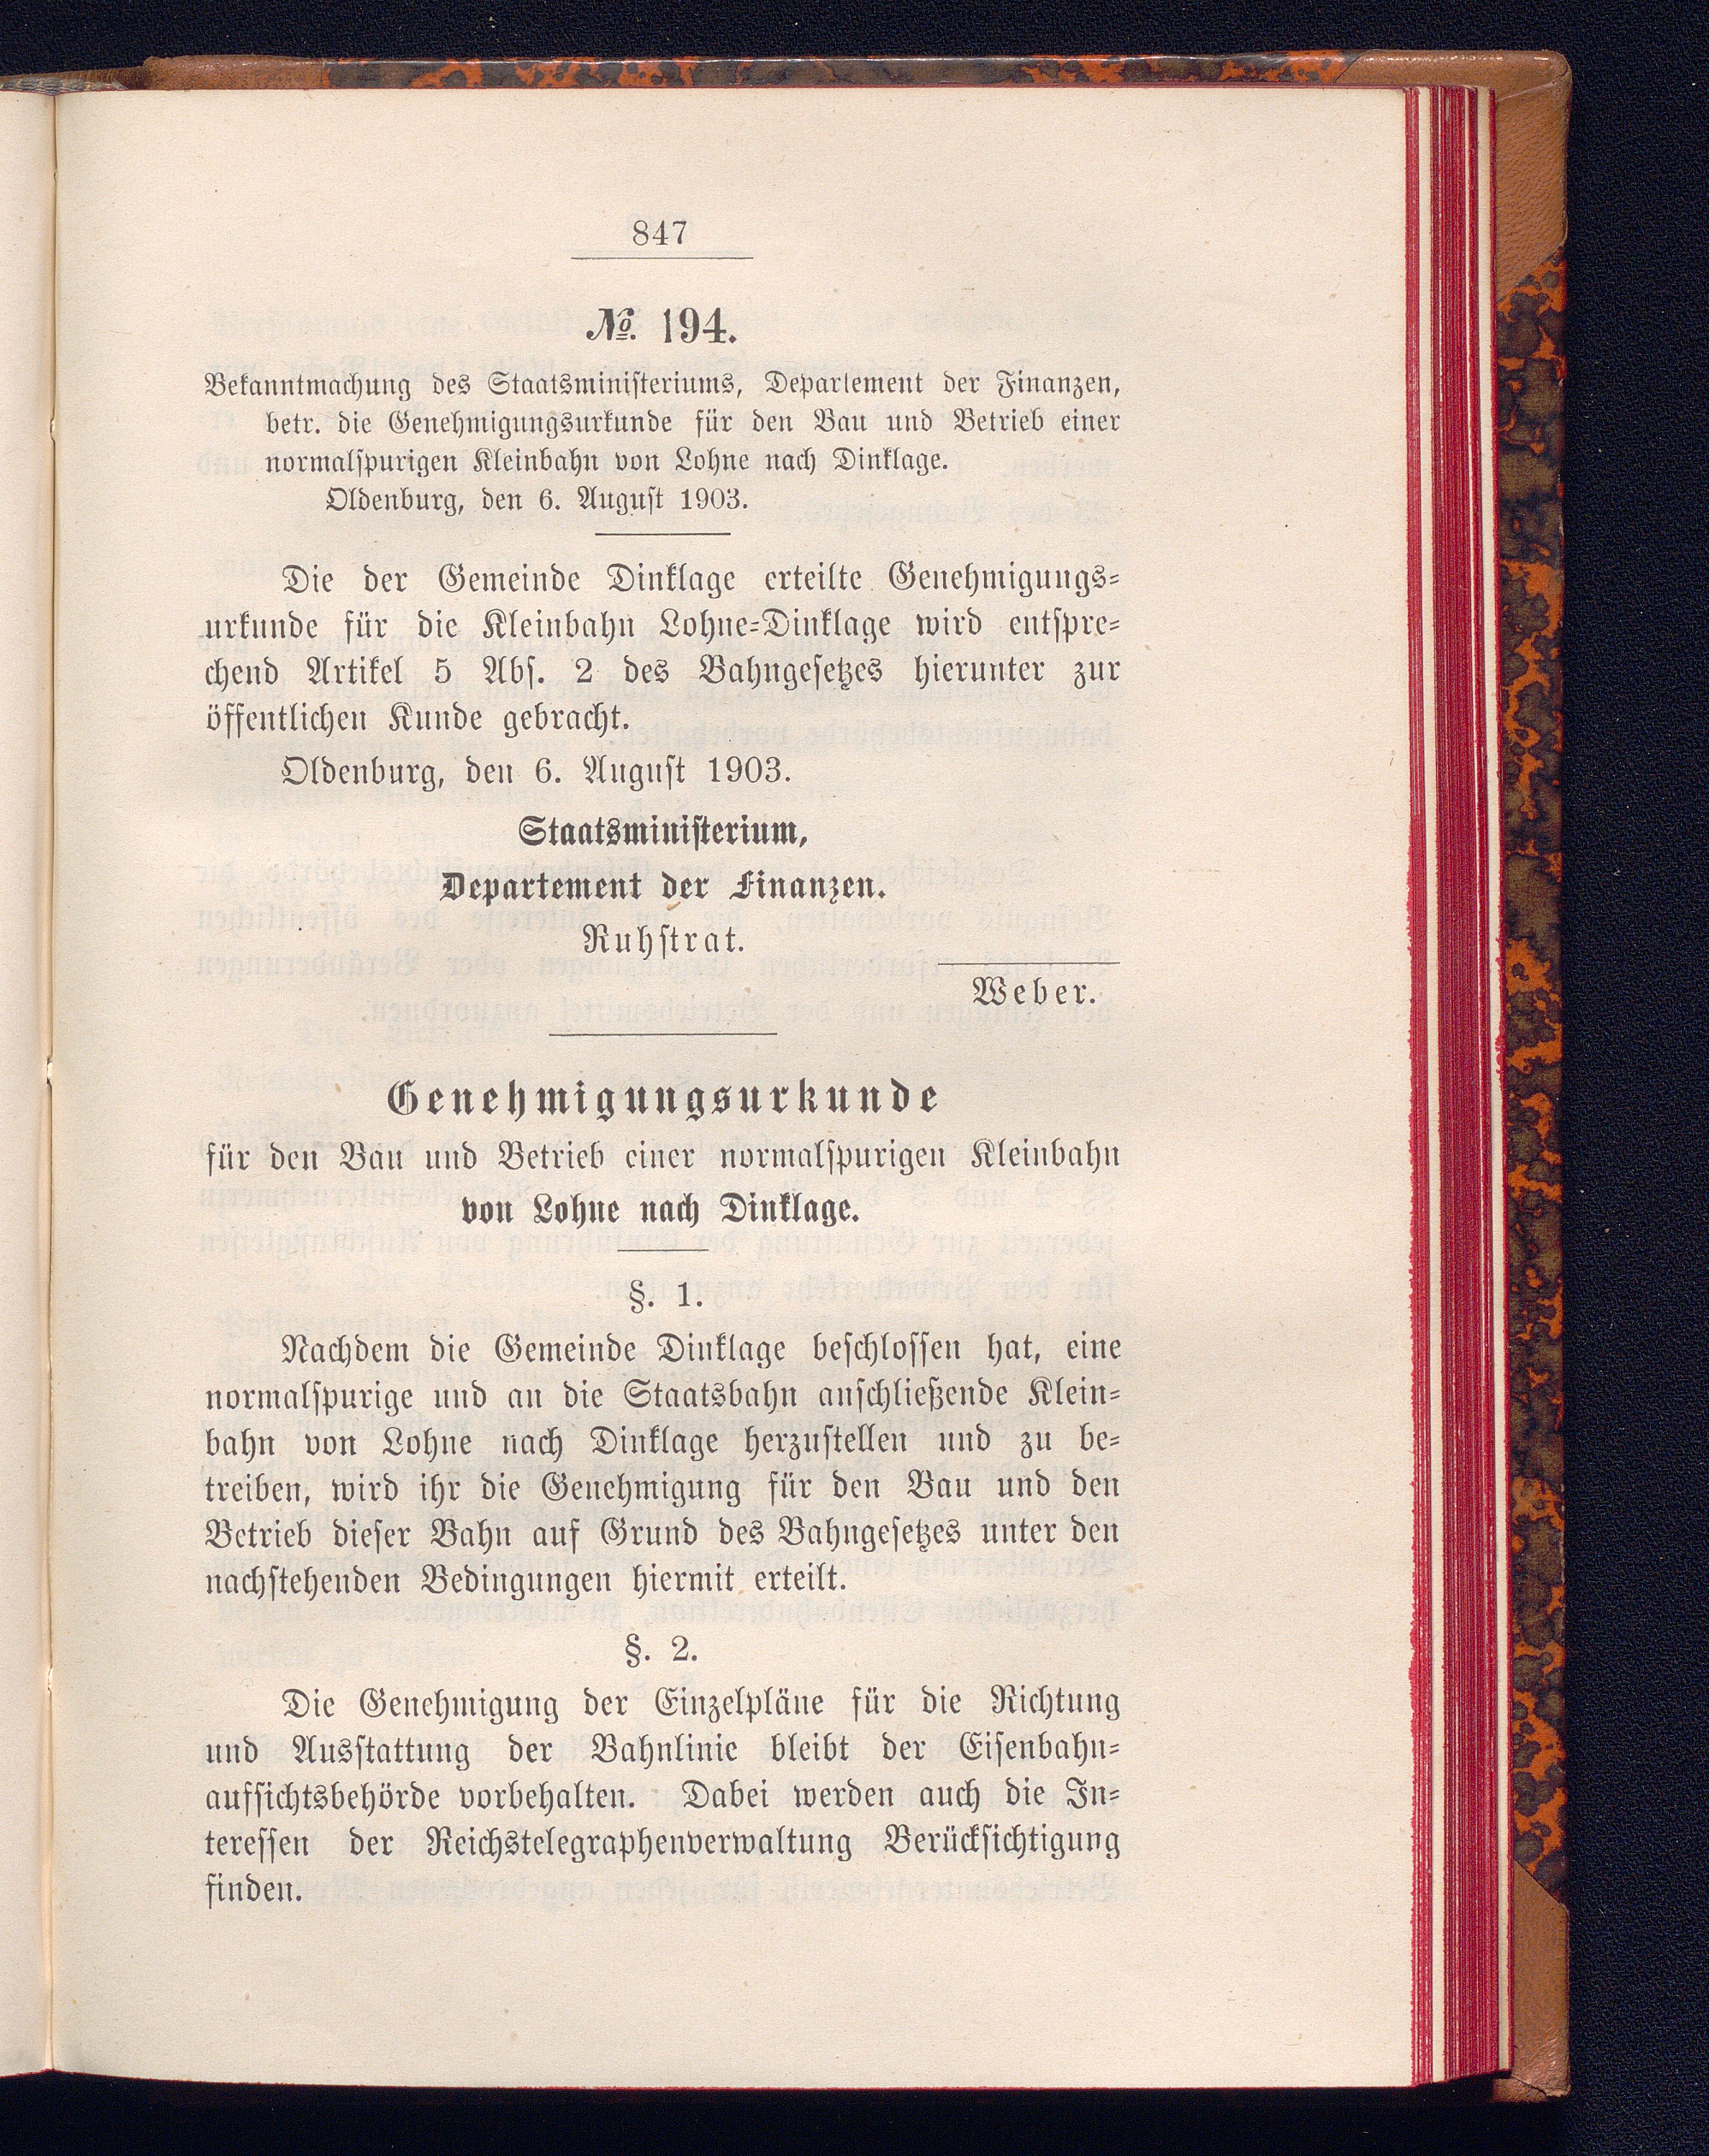 847
№. 194.
Bekanntmachung des Staatsministeriums, Departement der Finanzen,
betr. die Genehmigungsurkunde für den Bau und Betrieb einer
normalspurigen Kleinbahn von Lohne nach Dinklage.
Oldenburg, den 6. August 1903.
Die der Gemeinde Dinklage erteilte Genehmigungs-
urkunde für die Kleinbahn Lohne-Dinklage wird entspre-
chend Artikel 5 Abs. 2 des Bahngesetzes hierunter zur
öffentlichen Kunde gebracht.
Oldenburg, den 6. August 1903.
Staatsministerium,
Departement der Finanzen.
Ruhstrat.
Weber.
Genehmigungsurkunde
für den Bau und Betrieb einer normalspurigen Kleinbahn
von Lohne nach Dinklage.
§. 1.
Nachdem die Gemeinde Dinklage beschlossen hat, eine
normalspurige und an die Staatsbahn anschließende Klein-
bahn von Lohne nach Dinklage herzustellen und zu be-
treiben, wird ihr die Genehmigung für den Bau und den
Betrieb dieser Bahn auf Grund des Bahngesetzes unter den
nachstehenden Bedingungen hiermit erteilt.
§. 2.
Die Genehmigung der Einzelpläne für die Richtung
und Ausstattung der Bahnlinie bleibt der Eisenbahn-
aufsichtsbehörde vorbehalten. Dabei werden auch die In-
teressen der Reichstelegraphenverwaltung Berücksichtigung
finden.